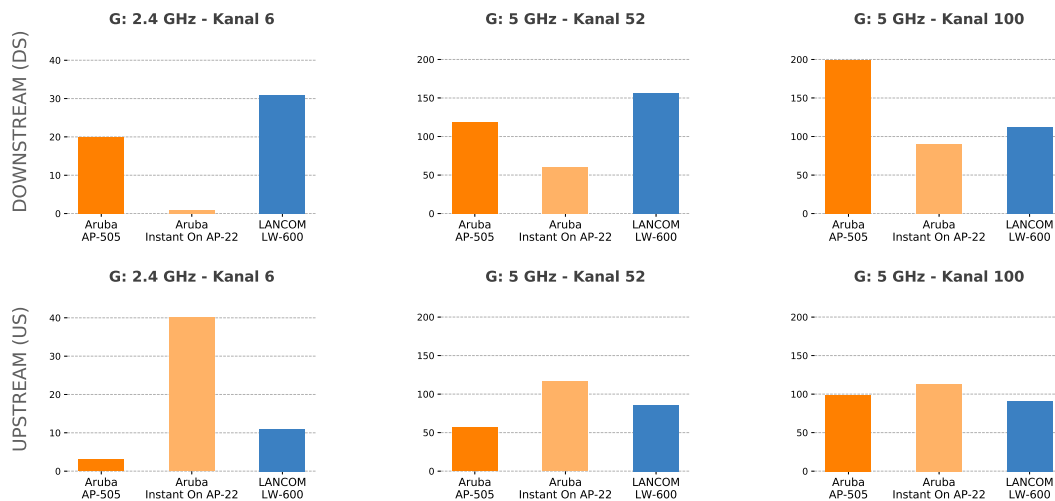 DOWNSTREAM (DS)
G: 2.4 GHz - Kanal 6
40
30
20
10
0
Aruba
AP-505
Aruba
Instant On AP-22
LANCOM
LW-600
G: 5 GHz - Kanal 52
200
150
100
50
0
Aruba
AP-505
Aruba
Instant On AP-22
LANCOM
LW-600
G: 5 GHz - Kanal 100
200
150
100
50
0
Aruba
AP-505
Aruba
Instant On AP-22
LANCOM
LW-600
UPSTREAM (US)
G: 2.4 GHz - Kanal 6
40
30
20
10
0
Aruba
AP-505
Aruba
Instant On AP-22
LANCOM
LW-600
G: 5 GHz - Kanal 52
200
150
100
50
0
Aruba
AP-505
Aruba
Instant On AP-22
LANCOM
LW-600
G: 5 GHz - Kanal 100
200
150
100
50
0
Aruba
AP-505
Aruba
Instant On AP-22
LANCOM
LW-600